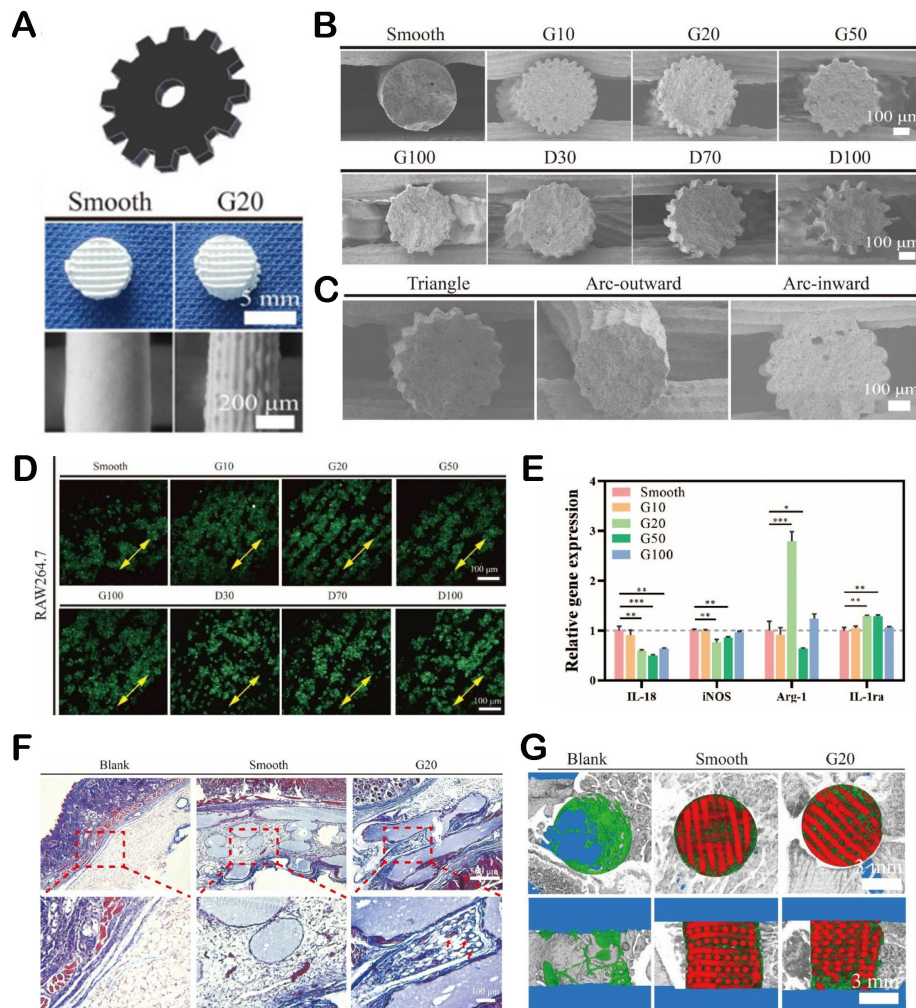 A
Smooth G20
5 mm
200 μm
B
Smooth G10 G20 G50
100 μm
G100 D30 D70 D100
100 μm
C
Triangle Arc-outward Arc-inward
100 μm
D
RAW264.7
Smooth G10 G20 G50
100 μm
G100 D30 D70 D100
100 μm
E
Relative gene expression
4
3
2
1
0
Smooth
G10
G20
G50
G100
** *** **
** **
*** *
** **
IL-18 iNOS Arg-1 IL-1ra
F
Blank Smooth G20
100 μm
G
Blank Smooth G20
3 mm
3 mm